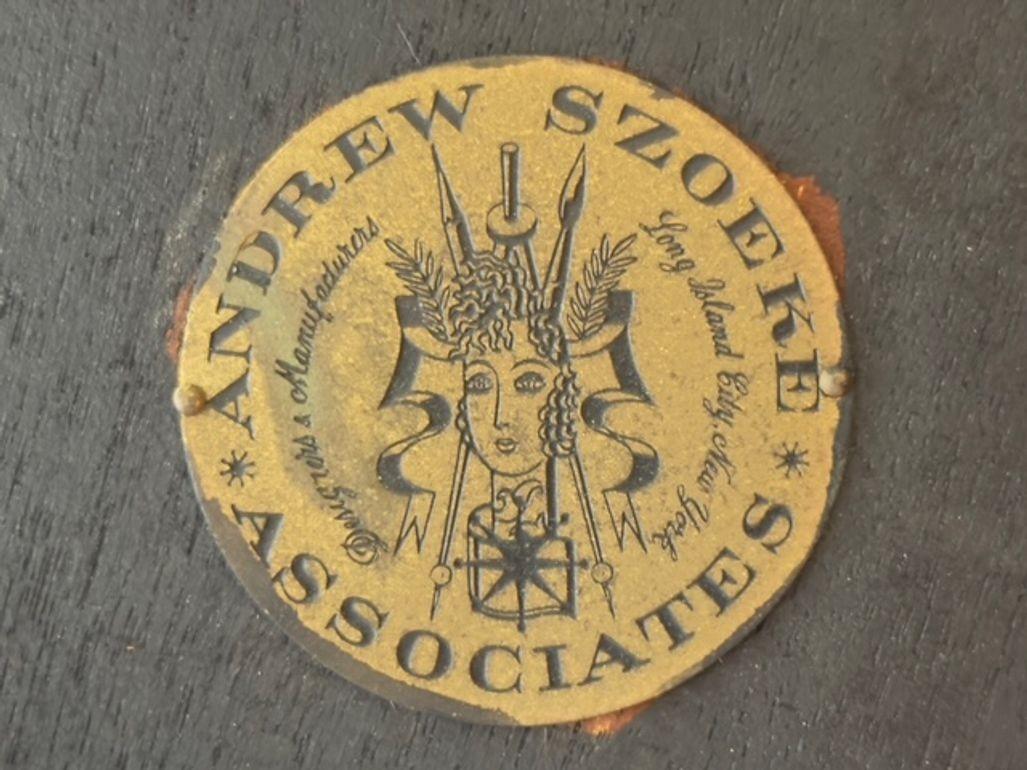 ANDREW SZOEKE
Designers & Manufacturers
Long Island City, New York
* ASSOCIATES *